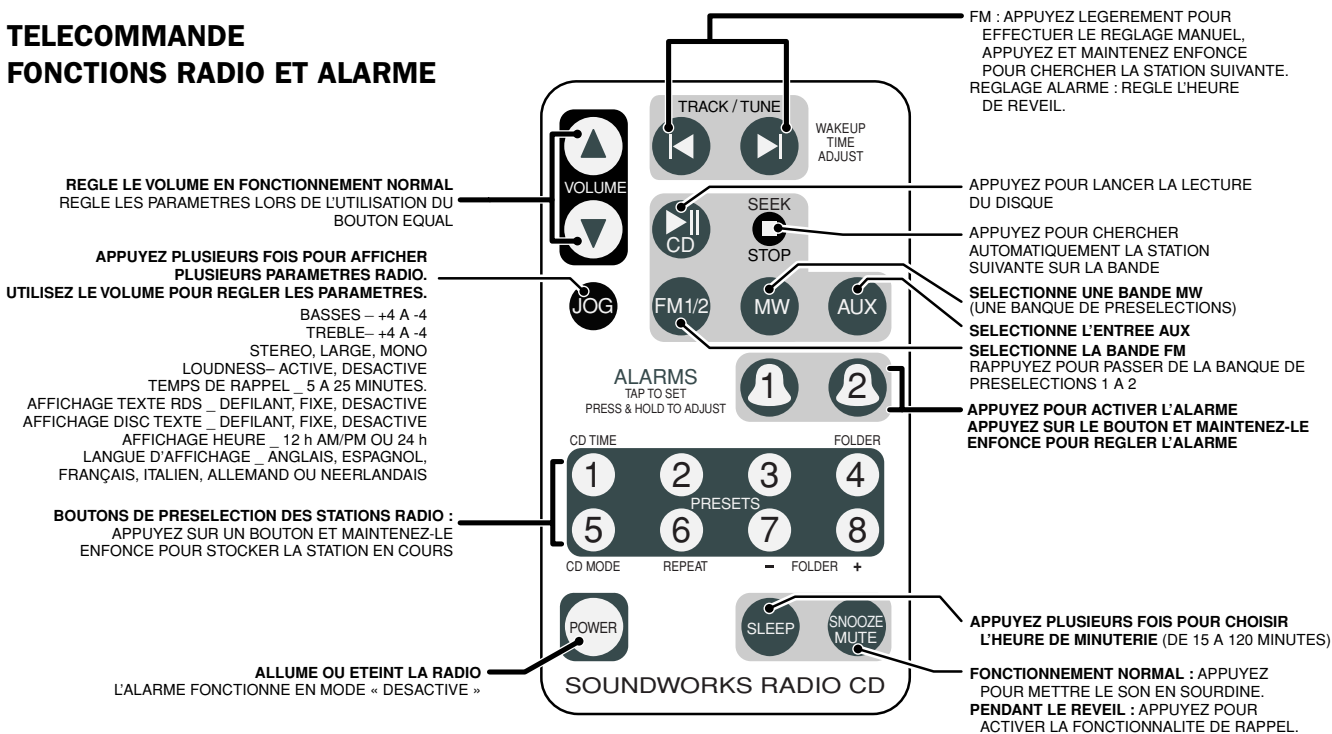 TELECOMMANDE
FONCTIONS RADIO ET ALARME
FM : APPUYEZ LEGEREMENT POUR
EFFECTUER LE REGLAGE MANUEL,
APPUYEZ ET MAINTENEZ ENFONCE
POUR CHERCHER LA STATION SUIVANTE.
REGLAGE ALARME : REGLE L'HEURE
DE REVEIL.
REGLE LE VOLUME EN FONCTIONNEMENT NORMAL
REGLE LES PARAMETRES LORS DE L'UTILISATION DU
BOUTON EQUAL
APPUYEZ PLUSIEURS FOIS POUR AFFICHER
PLUSIEURS PARAMETRES RADIO.
UTILISEZ LE VOLUME POUR REGLER LES PARAMETRES.
BASSES – +4 A -4
TREBLE– +4 A -4
STEREO, LARGE, MONO
LOUDNESS– ACTIVE, DESACTIVE
TEMPS DE RAPPEL _ 5 A 25 MINUTES.
AFFICHAGE TEXTE RDS _ DEFILANT, FIXE, DESACTIVE
AFFICHAGE DISC TEXTE _ DEFILANT, FIXE, DESACTIVE
AFFICHAGE HEURE _ 12 h AM/PM OU 24 h
LANGUE D'AFFICHAGE _ ANGLAIS, ESPAGNOL,
FRANÇAIS, ITALIEN, ALLEMAND OU NEERLANDAIS
BOUTONS DE PRESELECTION DES STATIONS RADIO :
APPUYEZ SUR UN BOUTON ET MAINTENEZ-LE
ENFONCE POUR STOCKER LA STATION EN COURS
ALLUME OU ETEINT LA RADIO
L'ALARME FONCTIONNE EN MODE « DESACTIVE »
TRACK / TUNE
WAKEUP
TIME
ADJUST
VOLUME
CD
SEEK
STOP
JOG
FM1/2
MW
AUX
ALARMS
TAP TO SET
PRESS & HOLD TO ADJUST
1
2
CD TIME
FOLDER
1 2 3 4
PRESETS
5 6 7 8
CD MODE
REPEAT
– FOLDER +
POWER
SLEEP
SNOOZE
MUTE
SOUNDWORKS RADIO CD
APPUYEZ POUR LANCER LA LECTURE
DU DISQUE
APPUYEZ POUR CHERCHER
AUTOMATIQUEMENT LA STATION
SUIVANTE SUR LA BANDE
SELECTIONNE UNE BANDE MW
(UNE BANQUE DE PRESELECTIONS)
SELECTIONNE L'ENTREE AUX
SELECTIONNE LA BANDE FM
RAPPUYEZ POUR PASSER DE LA BANQUE DE
PRESELECTIONS 1 A 2
APPUYEZ POUR ACTIVER L'ALARME
APPUYEZ SUR LE BOUTON ET MAINTENEZ-LE
ENFONCE POUR REGLER L'ALARME
APPUYEZ PLUSIEURS FOIS POUR CHOISIR
L'HEURE DE MINUTERIE (DE 15 A 120 MINUTES)
FONCTIONNEMENT NORMAL : APPUYEZ
POUR METTRE LE SON EN SOURDINE.
PENDANT LE REVEIL : APPUYEZ POUR
ACTIVER LA FONCTIONNALITE DE RAPPEL.